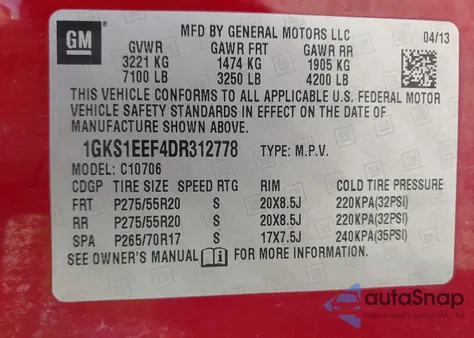 GM
MFD BY GENERAL MOTORS LLC
04/13
GVWR GAWR FRT GAWR RR
3221 KG 1474 KG 1905 KG
7100 LB 3250 LB 4200 LB
THIS VEHICLE CONFORMS TO ALL APPLICABLE U.S. FEDERAL MOTOR
VEHICLE SAFETY STANDARDS IN EFFECT ON THE DATE OF
MANUFACTURE SHOWN ABOVE.
1GKS1EEF4DR312778 TYPE: M.P.V.
MODEL: C10706
CDGP TIRE SIZE SPEED RTG RIM COLD TIRE PRESSURE
FRT P275/55R20 S 20X8.5J 220KPA(32PSI)
RR P275/55R20 S 20X8.5J 220KPA(32PSI)
SPA P265/70R17 S 17X7.5J 240KPA(35PSI)
SEE OWNER'S MANUAL i FOR MORE INFORMATION.
autoSnap